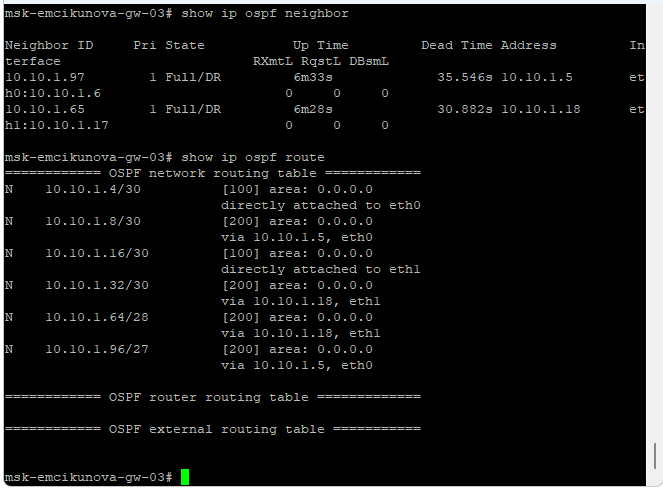 msk-emcikunova-gw-03# show ip ospf neighbor
Neighbor ID     Pri State           Up Time         Dead Time Address         In
terface                        RXmtL RqstL DBsmL
10.10.1.97        1 Full/DR         6m33s             35.546s 10.10.1.5       et
h0:10.10.1.6                       0     0     0
10.10.1.65        1 Full/DR         6m28s             30.882s 10.10.1.18      et
h1:10.10.1.17                      0     0     0
msk-emcikunova-gw-03# show ip ospf route
============ OSPF network routing table ============
N    10.10.1.4/30          [100] area: 0.0.0.0
                           directly attached to eth0
N    10.10.1.8/30          [200] area: 0.0.0.0
                           via 10.10.1.5, eth0
N    10.10.1.16/30         [100] area: 0.0.0.0
                           directly attached to eth1
N    10.10.1.32/30         [200] area: 0.0.0.0
                           via 10.10.1.18, eth1
N    10.10.1.64/28         [200] area: 0.0.0.0
                           via 10.10.1.18, eth1
N    10.10.1.96/27         [200] area: 0.0.0.0
                           via 10.10.1.5, eth0
============ OSPF router routing table =============
============ OSPF external routing table ===========
msk-emcikunova-gw-03#